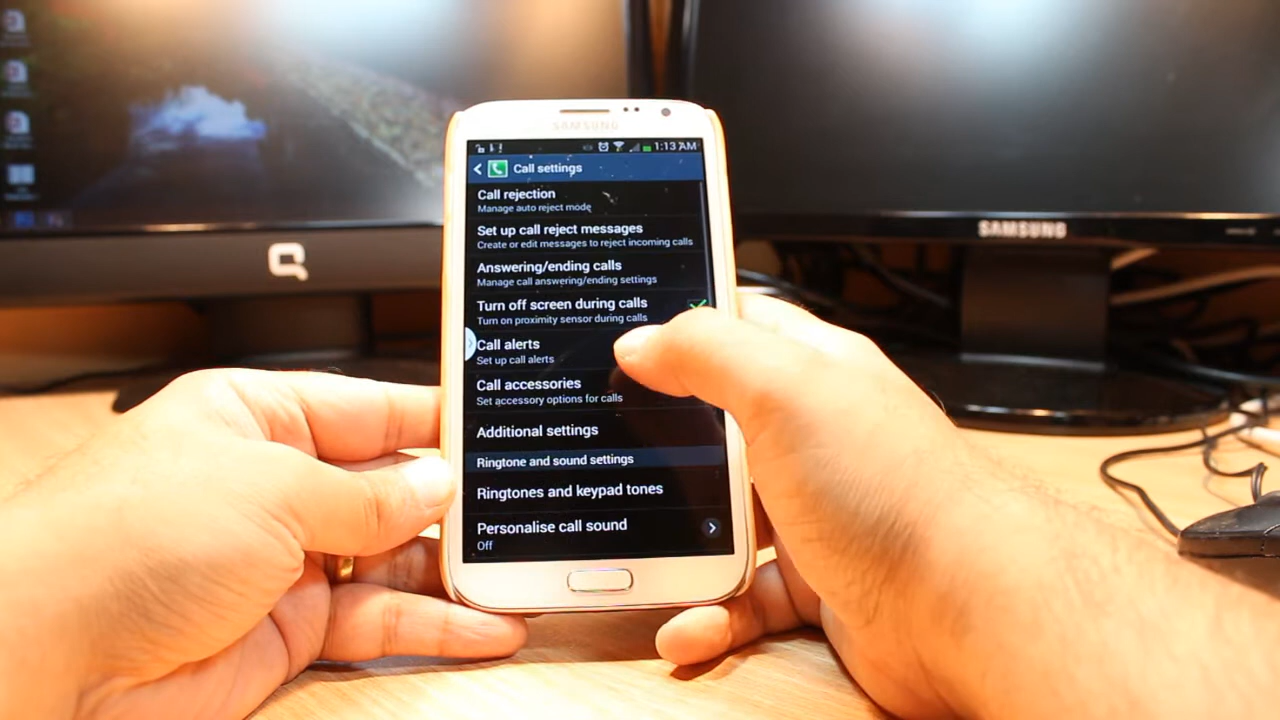 SAMSUNG
1:13 AM
Call settings
Call rejection
Manage auto reject mode
Set up call reject messages
Create or edit messages to reject incoming calls
Answering/ending calls
Manage call answering/ending settings
Turn off screen during calls
Turn on proximity sensor during calls
Call alerts
Set up call alerts
Call accessories
Set accessory options for calls
Additional settings
Ringtone and sound settings
Ringtones and keypad tones
Personalise call sound
Off
SAMSUNG